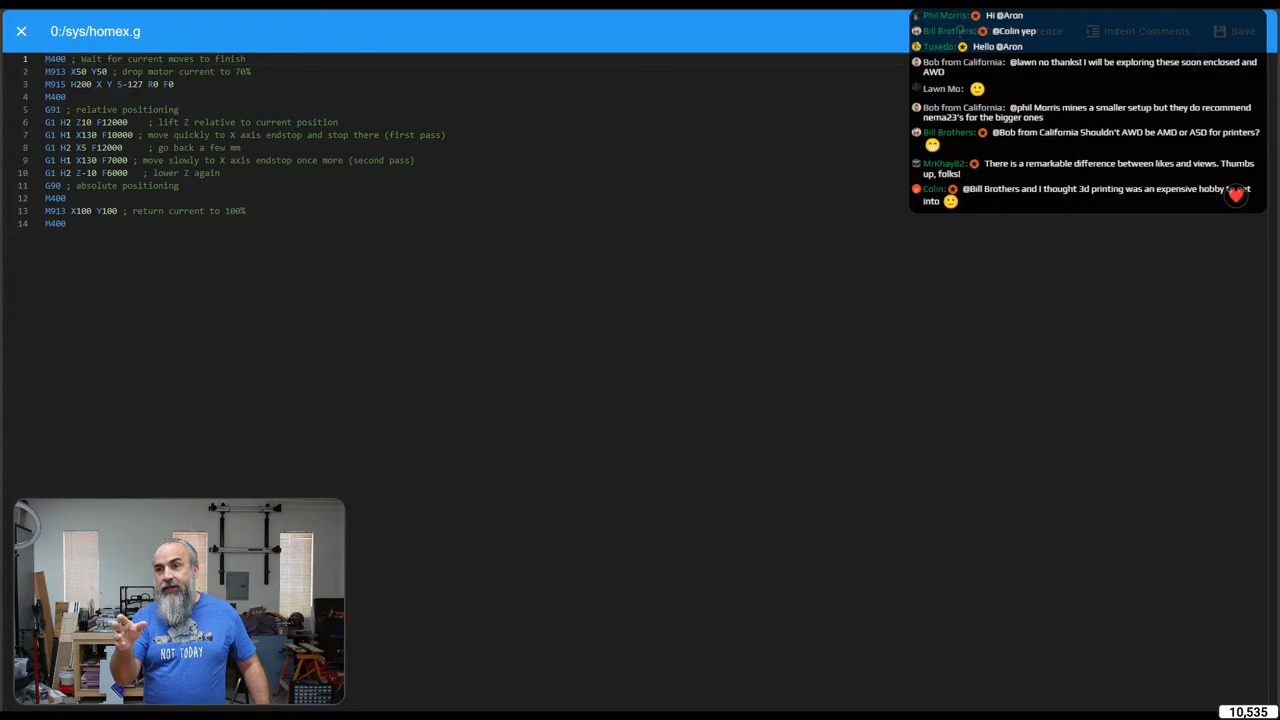 0:/sys/homex.g
Indent Comments
Save
1 M400 ; Wait for current moves to finish
2 M913 X50 Y50 ; drop motor current to 70%
3 M915 H200 X Y S-127 R0 F0
4 M400
5 G91 ; relative positioning
6 G1 H2 Z10 F12000 ; lift Z relative to current position
7 G1 H1 X130 F10000 ; move quickly to X axis endstop and stop there (first pass)
8 G1 H2 X5 F12000 ; go back a few mm
9 G1 H1 X130 F7000 ; move slowly to X axis endstop once more (second pass)
10 G1 H2 Z-10 F6000 ; lower Z again
11 G90 ; absolute positioning
12 M400
13 M913 X100 Y100 ; return current to 100%
14 M400
Phil Morris: Hi @Aron
Bill Brothers: @Colin yep
Tuxedo: Hello @Aron
Bob from California: @lawn no thanks! I will be exploring these soon enclosed and
AWD
Lawn Mo: 🙂
Bob from California: @phil Morris mines a smaller setup but they do recommend
nema23's for the bigger ones
Bill Brothers: @Bob from California Shouldn't AWD be AMD or ASD for printers?
😁
MrKhay82: There is a remarkable difference between likes and views. Thumbs
up, folks!
Colin: @Bill Brothers and I thought 3d printing was an expensive hobby to get
into 🙂
NOT TODAY
10,535